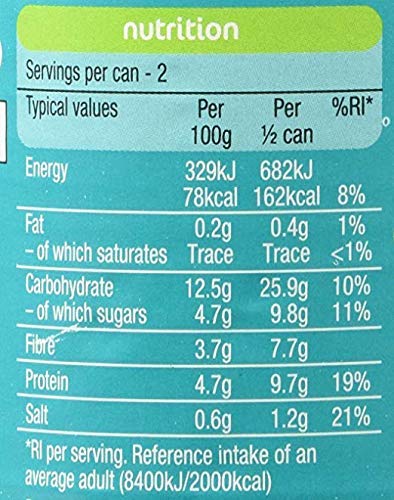 nutrition
Servings per can - 2
Typical values Per Per %RI*
100g ½ can
Energy 329kJ 682kJ
78kcal 162kcal 8%
Fat 0.2g 0.4g 1%
- of which saturates Trace Trace <1%
Carbohydrate 12.5g 25.9g 10%
- of which sugars 4.7g 9.8g 11%
Fibre 3.7g 7.7g
Protein 4.7g 9.7g 19%
Salt 0.6g 1.2g 21%
*RI per serving. Reference intake of an
average adult (8400kJ/2000kcal)